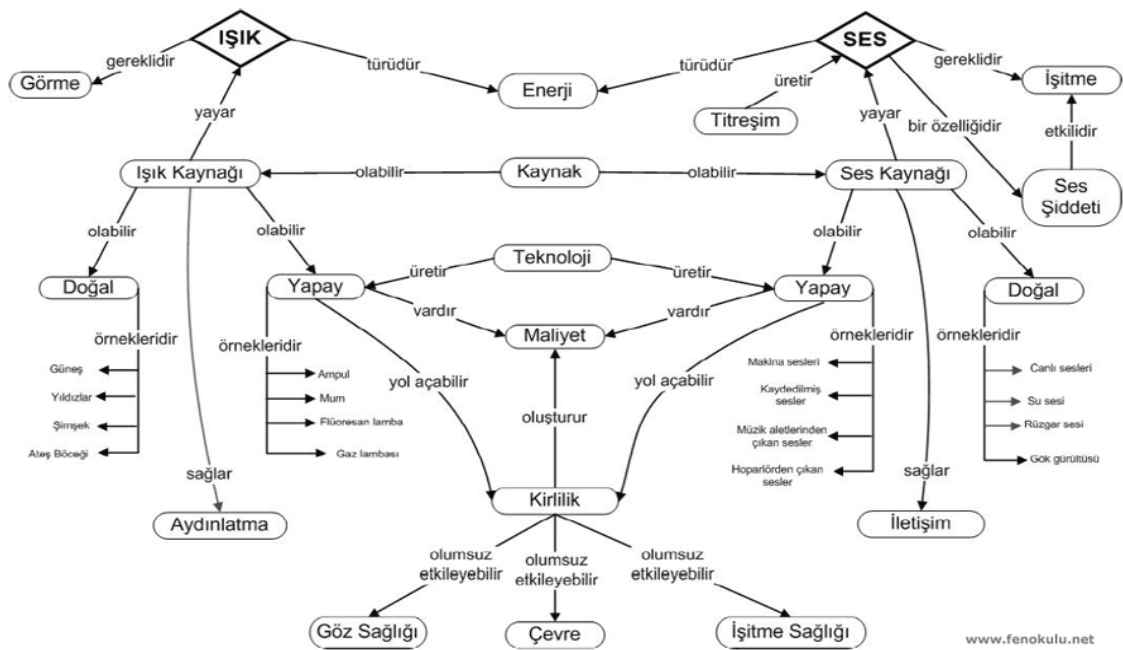 IŞIK
SES
gereklidir
türüdür
türüdür
gereklidir
Görme
Enerji
İşitme
üretir
Titreşim
yayar
yayar
bir özelliğidir
etkilidir
Işık Kaynağı
olabilir
Kaynak
olabilir
Ses Kaynağı
Ses
Şiddeti
olabilir
olabilir
olabilir
olabilir
Teknoloji
üretir
üretir
Doğal
Yapay
Yapay
Doğal
vardır
vardır
Maliyet
örnekleridir
örnekleridir
örnekleridir
örnekleridir
Güneş
Yıldızlar
Şimşek
Ateş Böceği
Ampul
Mum
Flüoresan lamba
Gaz lambası
yol açabilir
oluşturur
yol açabilir
Makina sesleri
Kaydedilmiş
sesler
Müzik aletlerinden
çıkan sesler
Hoparlörden çıkan
sesler
Canlı sesleri
Su sesi
Rüzgar sesi
Gök gürültüsü
sağlar
sağlar
Aydınlatma
Kirlilik
İletişim
olumsuz
etkileyebilir
olumsuz
etkileyebilir
olumsuz
etkileyebilir
Göz Sağlığı
Çevre
İşitme Sağlığı
www.fenokulu.net